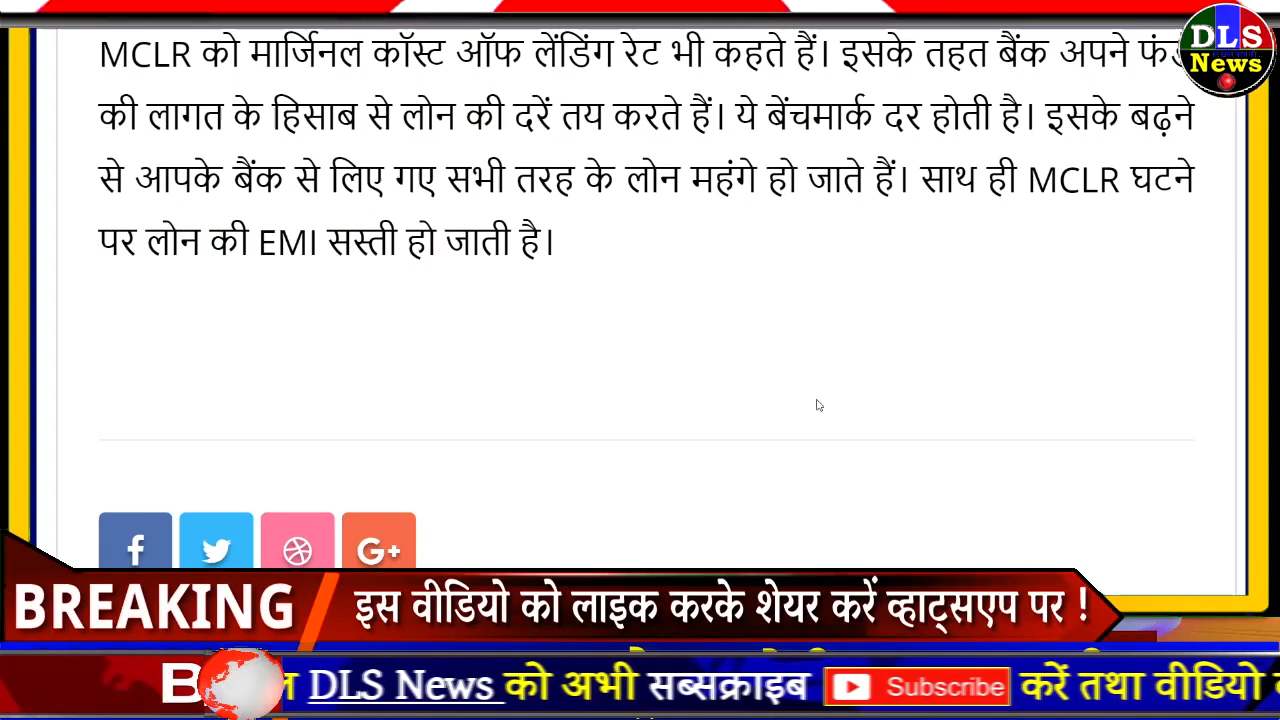 MCLR को मार्जिनल कॉस्ट ऑफ लेंडिंग रेट भी कहते हैं। इसके तहत बैंक अपने
DLS
News
की लागत के हिसाब से लोन की दरें तय करते हैं। ये बेंचमार्क दर होती है। इसके बढ़ने
से आपके बैंक से लिए गए सभी तरह के लोन महंगे हो जाते हैं। साथ ही MCLR घटने
पर लोन की EMI सस्ती हो जाती है।
f G+
BREAKING इस वीडियो को लाइक करके शेयर करें व्हाट्सएप पर !
B DLS News को अभी सब्सक्राइब Subscribe करें तथा वीडियो